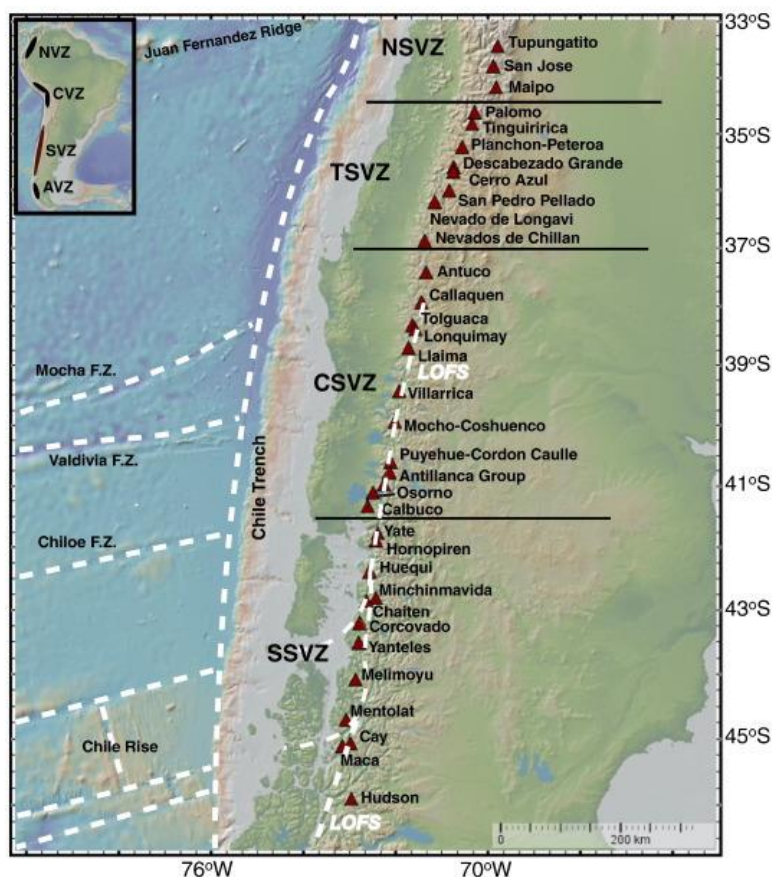 NVZ
CVZ
SVZ
AVZ
Juan Fernandez Ridge
NSVZ
33°S
Tupungatito
San Jose
Maipo
Palomo
Tinguiririca
35°S
Planchon-Peteroa
Descabezado Grande
TSVZ
Cerro Azul
San Pedro Pellado
Nevado de Longavi
Nevados de Chillan
37°S
Antuco
Callaquen
Tolguaca
Lonquimay
Llaima
Mocha F.Z.
39°S
LOFS
CSVZ
Villarrica
Mocho-Coshuenco
Valdivia F.Z.
Puyehue-Cordon Caulle
Antillanca Group
Chile Trench
41°S
Osorno
Calbuco
Chiloe F.Z.
Yate
Hornopiren
Huequi
Minchinmavida
43°S
Chaiten
Corcovado
SSVZ
Yanteles
Melimoyu
Mentolat
Chile Rise
Cay
45°S
Maca
Hudson
LOFS
0 200 km
76°W
70°W